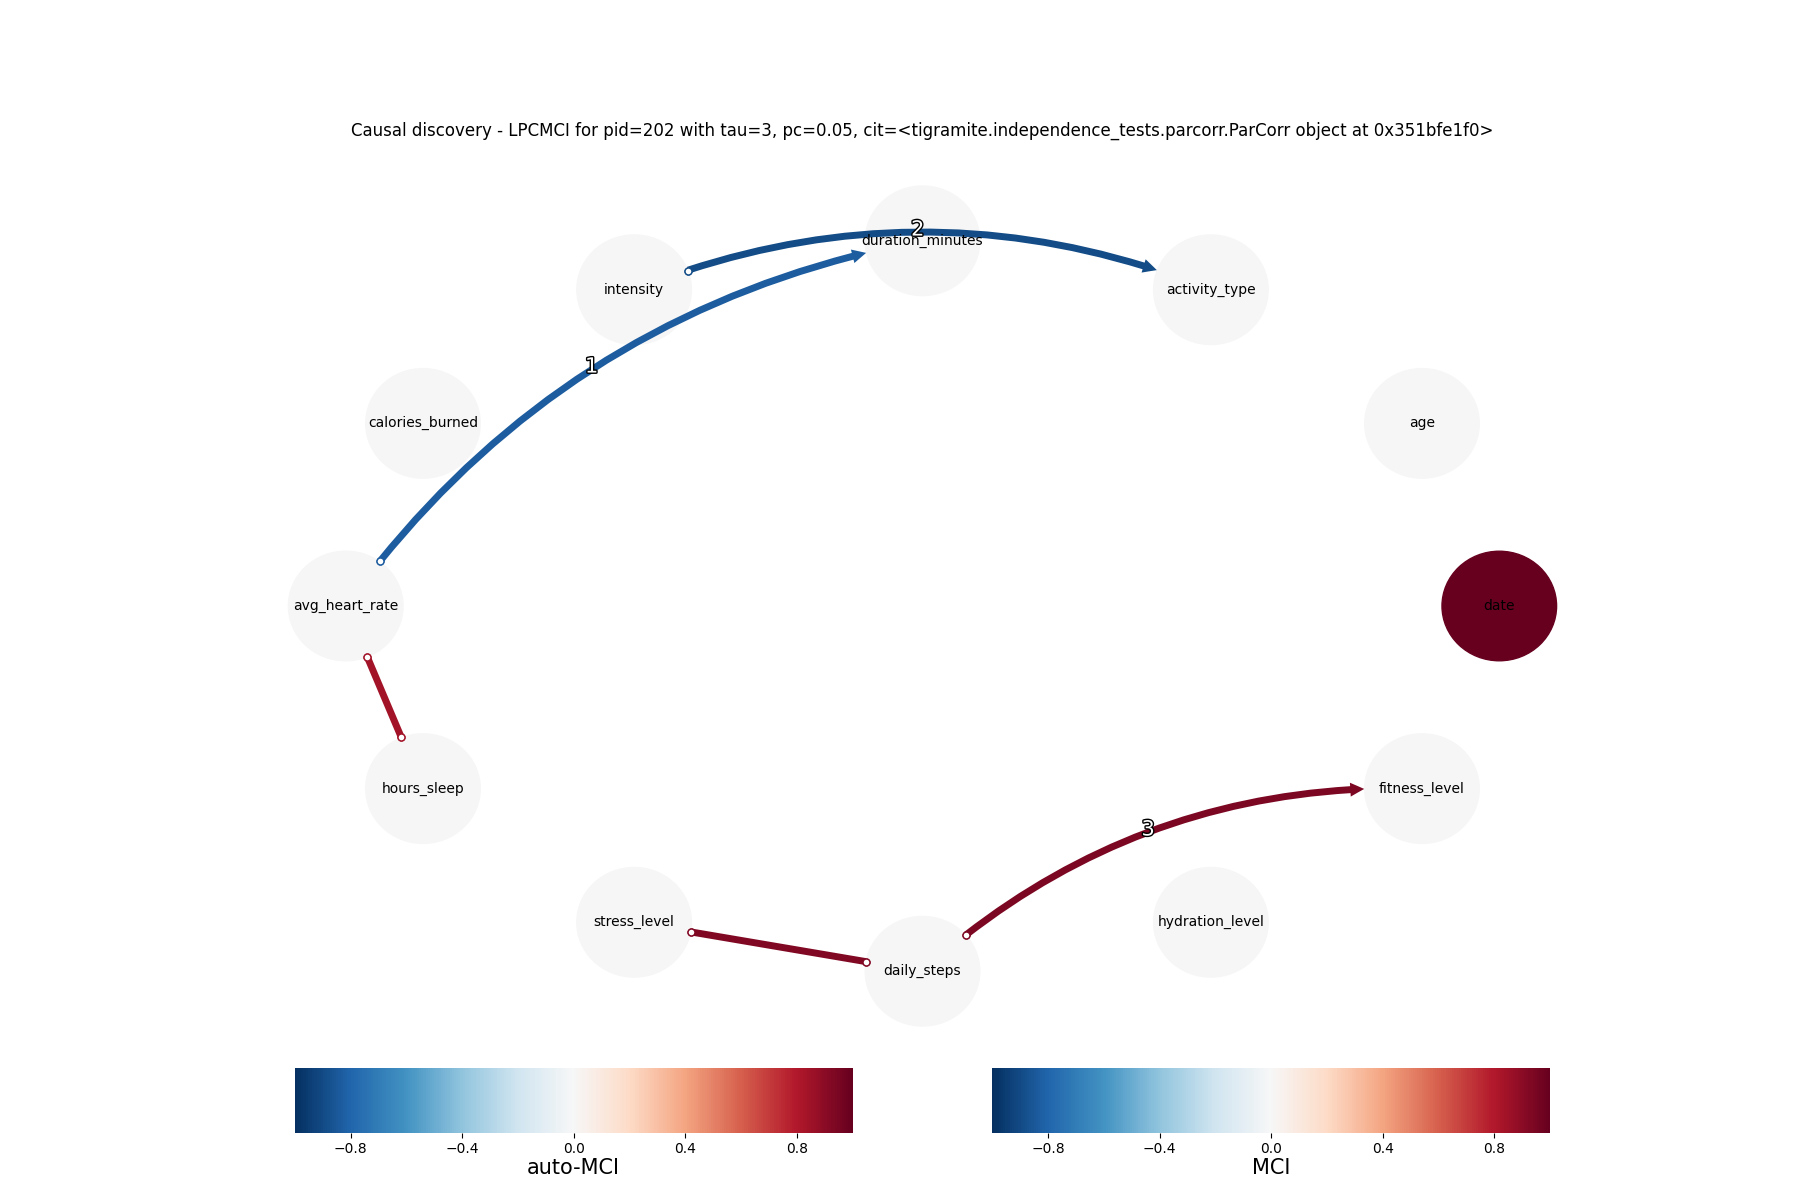 Causal discovery - LPCMCI for pid=202 with tau=3, pc=0.05, cit=<tigramite.independence_tests.parcorr.ParCorr object at 0x351bfe1f0>
2
duration_minutes
intensity
activity_type
1
calories_burned
age
avg_heart_rate
date
hours_sleep
fitness_level
3
stress_level
hydration_level
daily_steps
−0.8 −0.4 0.0 0.4 0.8
auto-MCI
−0.8 −0.4 0.0 0.4 0.8
MCI